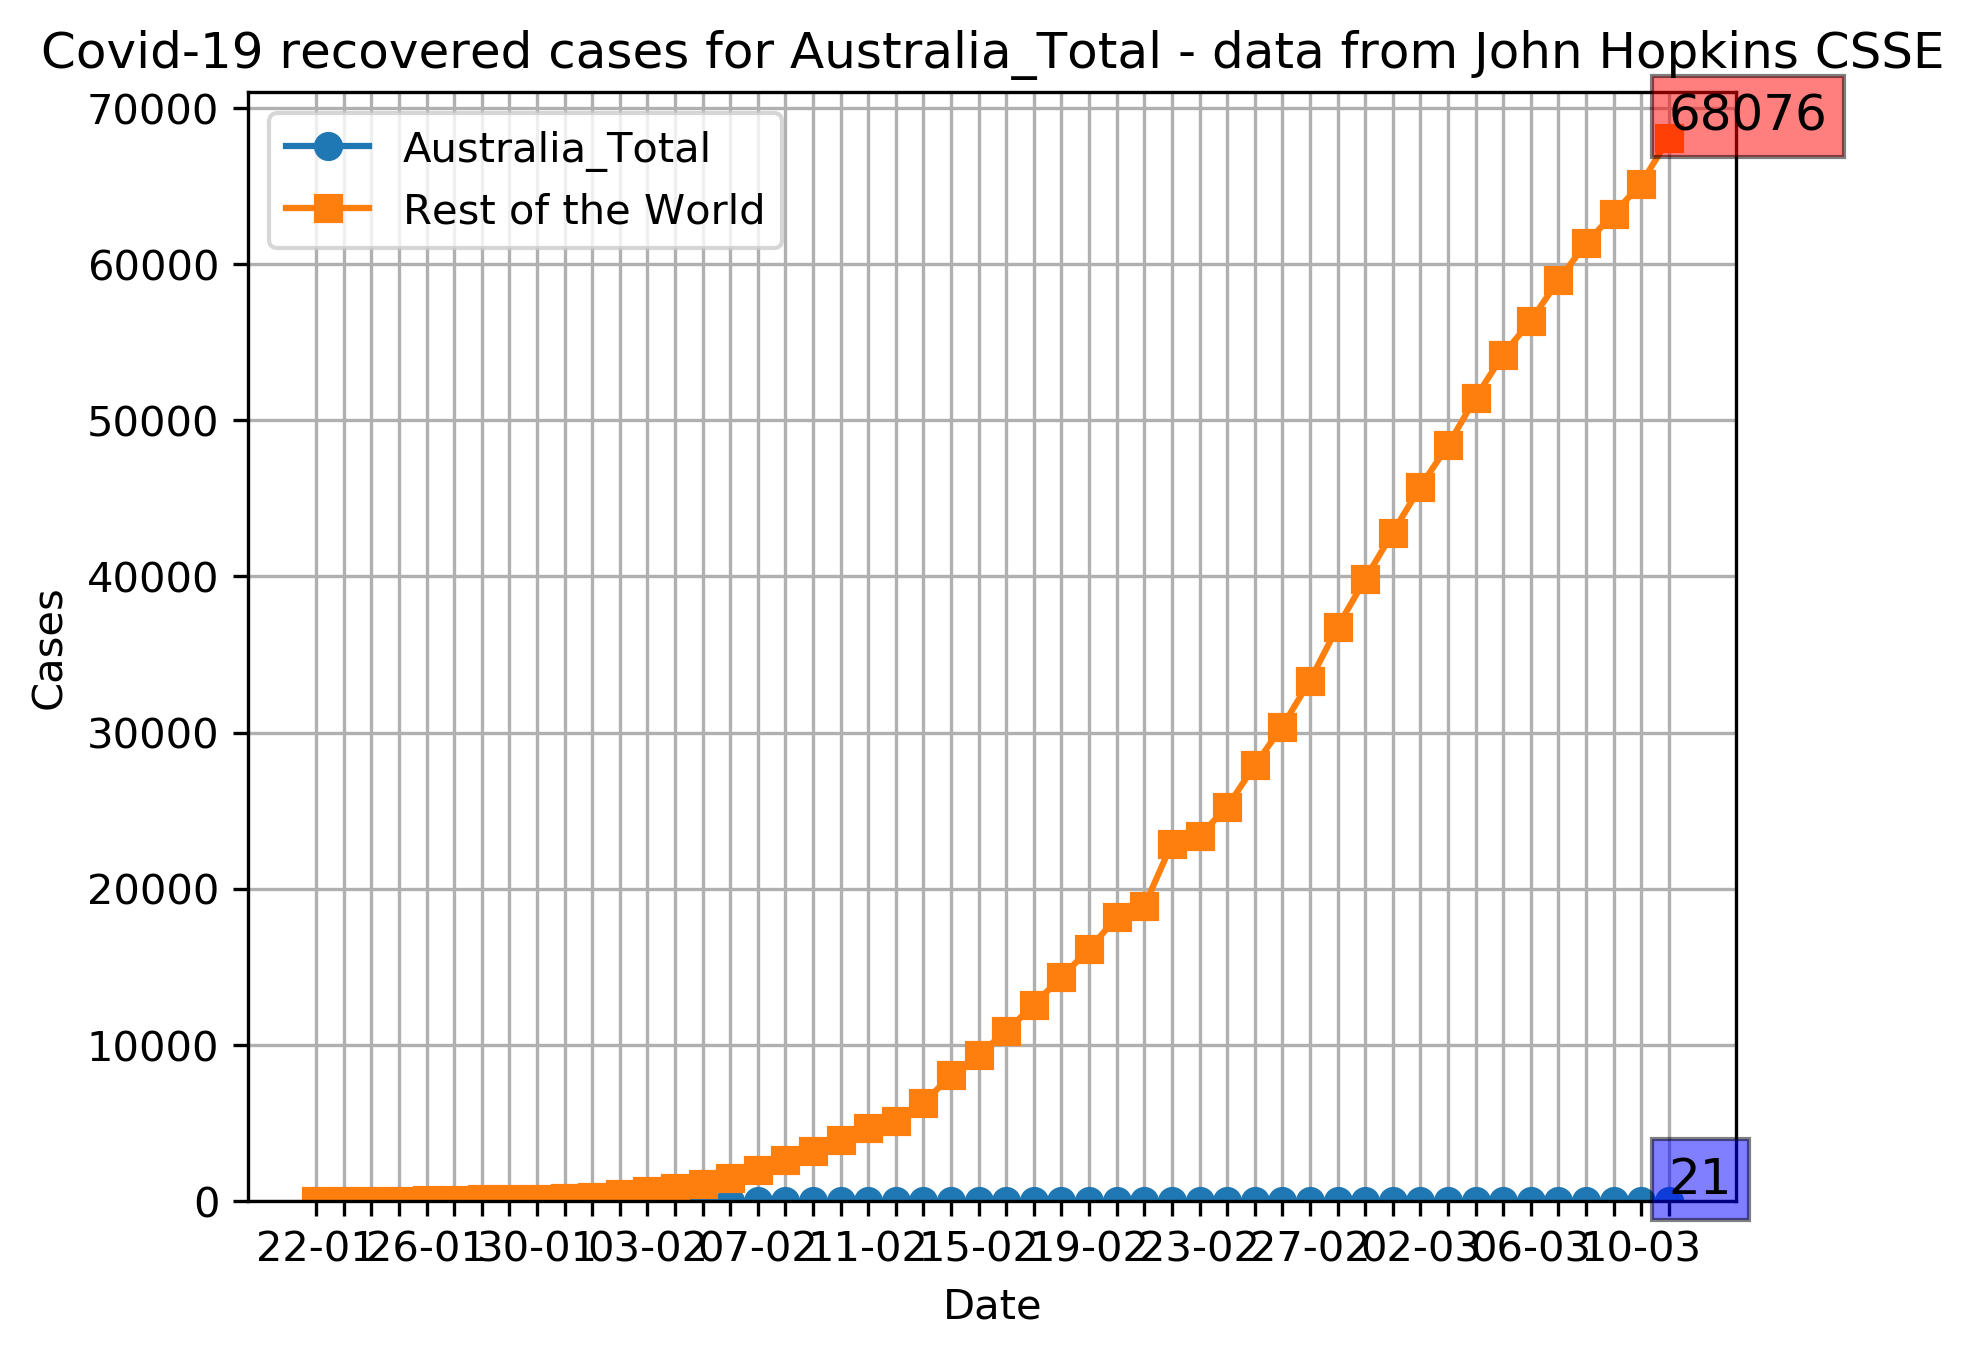 Covid-19 recovered cases for Australia_Total - data from John Hopkins CSSE
68076
Australia_Total
Rest of the World
70000
60000
50000
40000
30000
20000
10000
0
Cases
21
22-01 26-01 30-01 03-02 07-02 11-02 15-02 19-02 23-02 27-02 02-03 06-03 10-03
Date